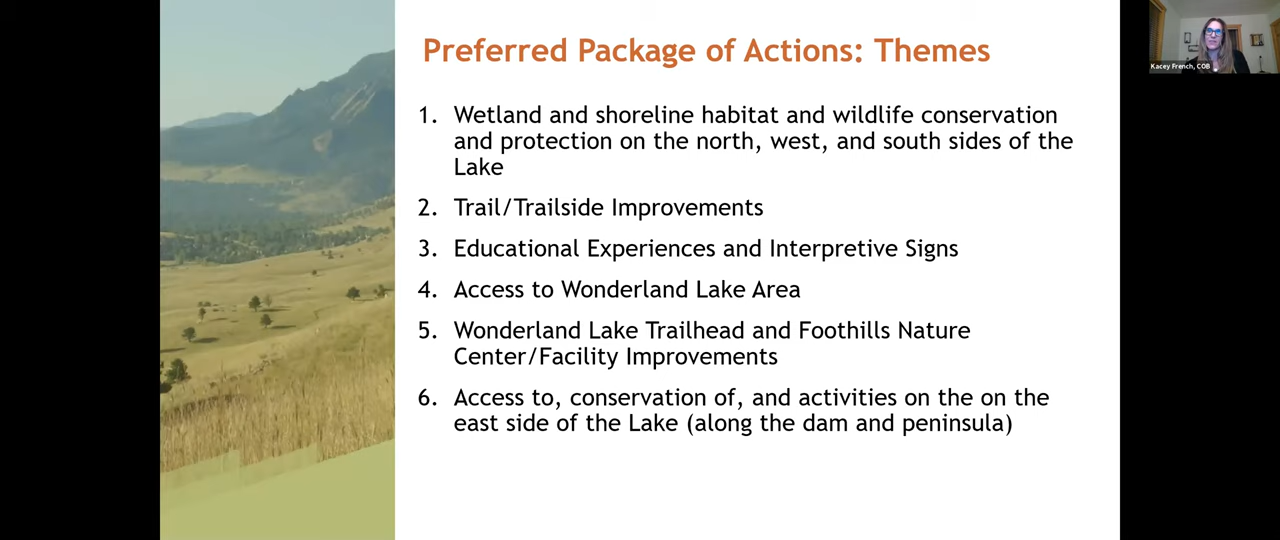 Preferred Package of Actions: Themes
Kacey French, COB
1. Wetland and shoreline habitat and wildlife conservation
and protection on the north, west, and south sides of the
Lake
2. Trail/Trailside Improvements
3. Educational Experiences and Interpretive Signs
4. Access to Wonderland Lake Area
5. Wonderland Lake Trailhead and Foothills Nature
Center/Facility Improvements
6. Access to, conservation of, and activities on the on the
east side of the Lake (along the dam and peninsula)